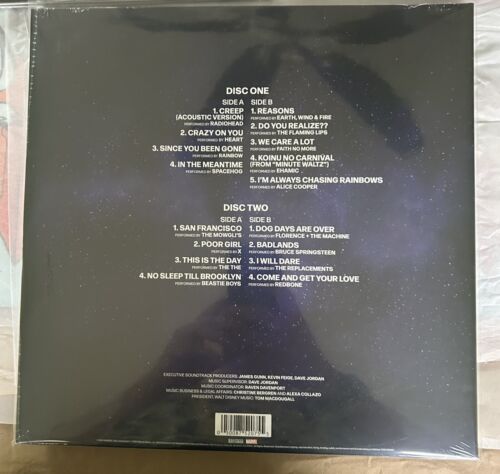 DISC ONE
SIDE A
1. CREEP
(ACOUSTIC VERSION)
PERFORMED BY RADIOHEAD
2. CRAZY ON YOU
PERFORMED BY HEART
3. SINCE YOU BEEN GONE
PERFORMED BY RAINBOW
4. IN THE MEANTIME
PERFORMED BY SPACEHOG
SIDE B
1. REASONS
PERFORMED BY EARTH, WIND & FIRE
2. DO YOU REALIZE??
PERFORMED BY THE FLAMING LIPS
3. WE CARE A LOT
PERFORMED BY FAITH NO MORE
4. KOINU NO CARNIVAL
(FROM "MINUTE WALTZ")
PERFORMED BY EHAMIC
5. I'M ALWAYS CHASING RAINBOWS
PERFORMED BY ALICE COOPER
DISC TWO
SIDE A
1. SAN FRANCISCO
PERFORMED BY THE MOWGLI'S
2. POOR GIRL
PERFORMED BY X
3. THIS IS THE DAY
PERFORMED BY THE THE
4. NO SLEEP TILL BROOKLYN
PERFORMED BY BEASTIE BOYS
SIDE B
1. DOG DAYS ARE OVER
PERFORMED BY FLORENCE + THE MACHINE
2. BADLANDS
PERFORMED BY BRUCE SPRINGSTEEN
3. I WILL DARE
PERFORMED BY THE REPLACEMENTS
4. COME AND GET YOUR LOVE
PERFORMED BY REDBONE
EXECUTIVE SOUNDTRACK PRODUCERS: JAMES GUNN, KEVIN FEIGE, DAVE JORDAN
MUSIC SUPERVISOR: DAVE JORDAN
MUSIC COORDINATOR: RAVEN DAVENPORT
MUSIC BUSINESS & LEGAL AFFAIRS: CHRISTINE BERGREN AND ALEXA COLLAZO
PRESIDENT, WALT DISNEY MUSIC: TOM MACDOUGALL
MARVEL